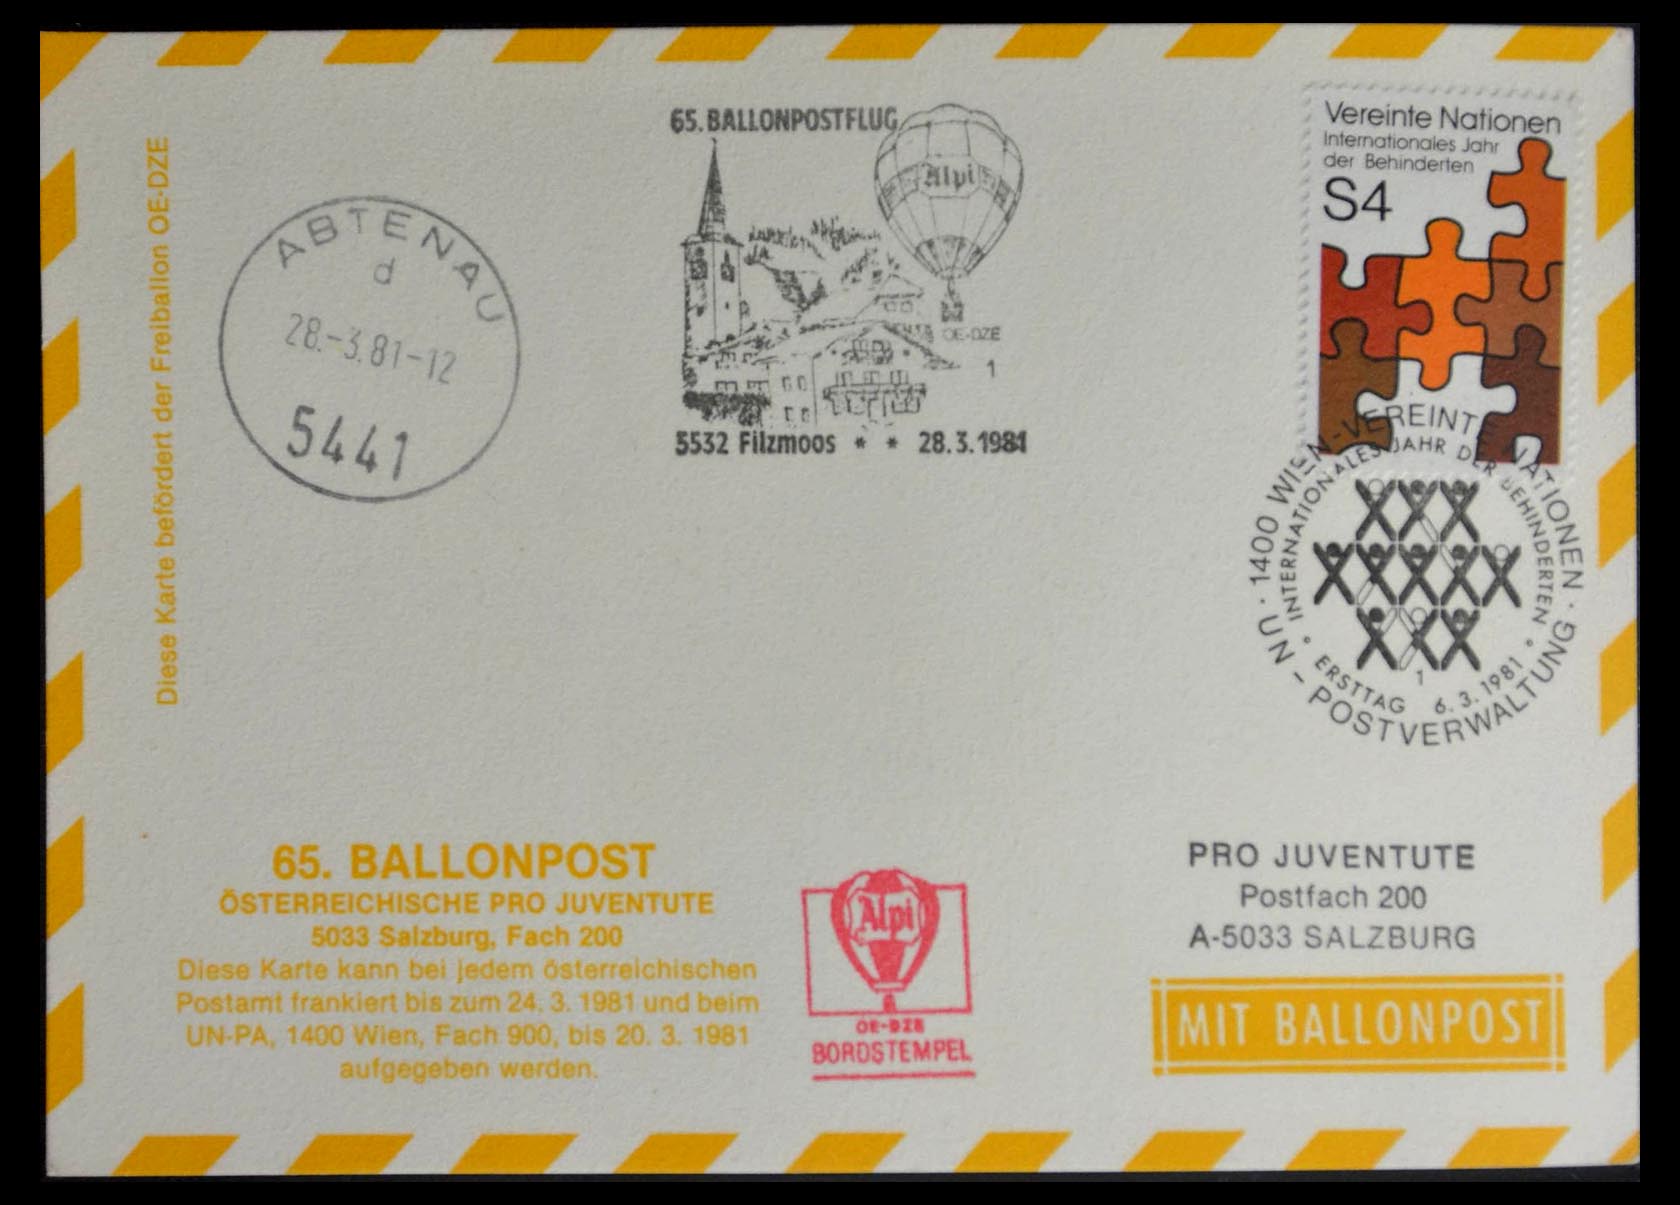 Diese Karte befördert der Freiballon OE-DZE
ABTENAU
d
28.-3.81-12
5441
65. BALLONPOSTFLUG
Alpi
OE-DZE
1
5532 Filzmoos * * 28.3.1981
Vereinte Nationen
Internationales Jahr
der Behinderten
S4
UN - POSTVERWALTUNG · 1400 WIEN - VEREINTE NATIONEN ·
INTERNATIONALES JAHR DER BEHINDERTEN
1
ERSTTAG 6.3.1981
65. BALLONPOST
ÖSTERREICHISCHE PRO JUVENTUTE
5033 Salzburg, Fach 200
Diese Karte kann bei jedem österreichischen
Postamt frankiert bis zum 24. 3. 1981 und beim
UN-PA, 1400 Wien, Fach 900, bis 20. 3. 1981
aufgegeben werden.
Alpi
OE-DZE
BORDSTEMPEL
PRO JUVENTUTE
Postfach 200
A-5033 SALZBURG
MIT BALLONPOST